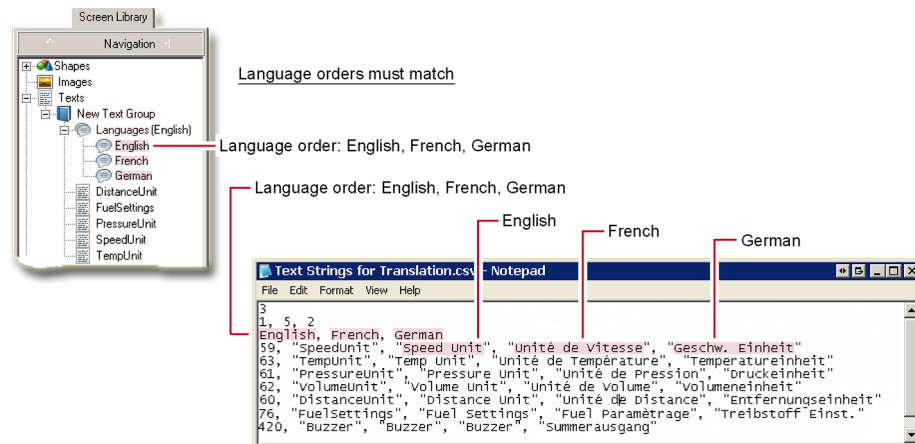 Screen Library
Navigation
Shapes
Images
Texts
New Text Group
Languages (English)
English
French
German
DistanceUnit
FuelSettings
PressureUnit
SpeedUnit
TempUnit
Language orders must match
Language order: English, French, German
Language order: English, French, German
English
French
German
Text Strings for Translation.csv - Notepad
File Edit Format View Help
3
1, 5, 2
English, French, German
59, "SpeedUnit", "Speed Unit", "Unité de Vitesse", "Geschw. Einheit"
63, "TempUnit", "Temp Unit", "Unité de Température", "Temperatureinheit"
61, "PressureUnit", "Pressure Unit", "Unité de Pression", "Druckeinheit"
62, "VolumeUnit", "Volume Unit", "Unité de Volume", "Volumeneinheit"
60, "DistanceUnit", "Distance Unit", "Unité de Distance", "Entfernungseinheit"
76, "FuelSettings", "Fuel Settings", "Fuel Paramètrage", "Treibstoff Einst."
420, "Buzzer", "Buzzer", "Buzzer", "Summerausgang"